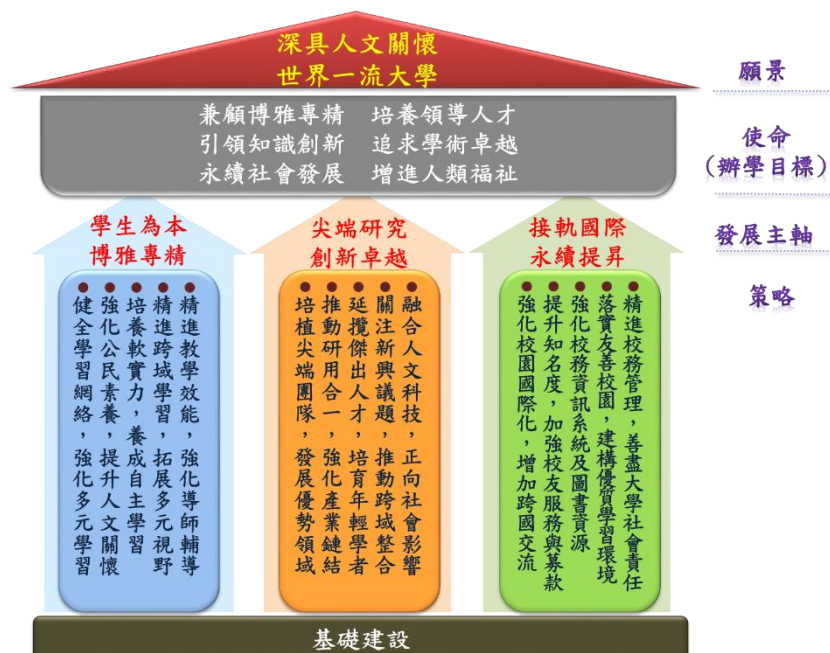 深具人文關懷
世界一流大學
願景
兼顧博雅專精 培養領導人才
引領知識創新 追求學術卓越
永續社會發展 增進人類福祉
使命
(辦學目標)
學生為本
博雅專精
尖端研究
創新卓越
接軌國際
永續提昇
發展主軸
策略
精進教學效能，強化導師輔導
精進跨域學習，拓展多元視野
培養軟實力，養成自主學習
強化公民素養，提升人文關懷
健全學習網絡，強化多元學習
融合人文科技，正向社會影響
關注新興議題，推動跨域整合
延攬傑出人才，培育年輕學者
推動研用合一，強化產業鏈結
培植尖端團隊，發展優勢領域
精進校務管理，善盡大學社會責任
落實友善校園，建構優質學習環境
強化校務資訊系統及圖書資源
提升知名度，加強校友服務與募款
強化校園國際化，增加跨國交流
基礎建設